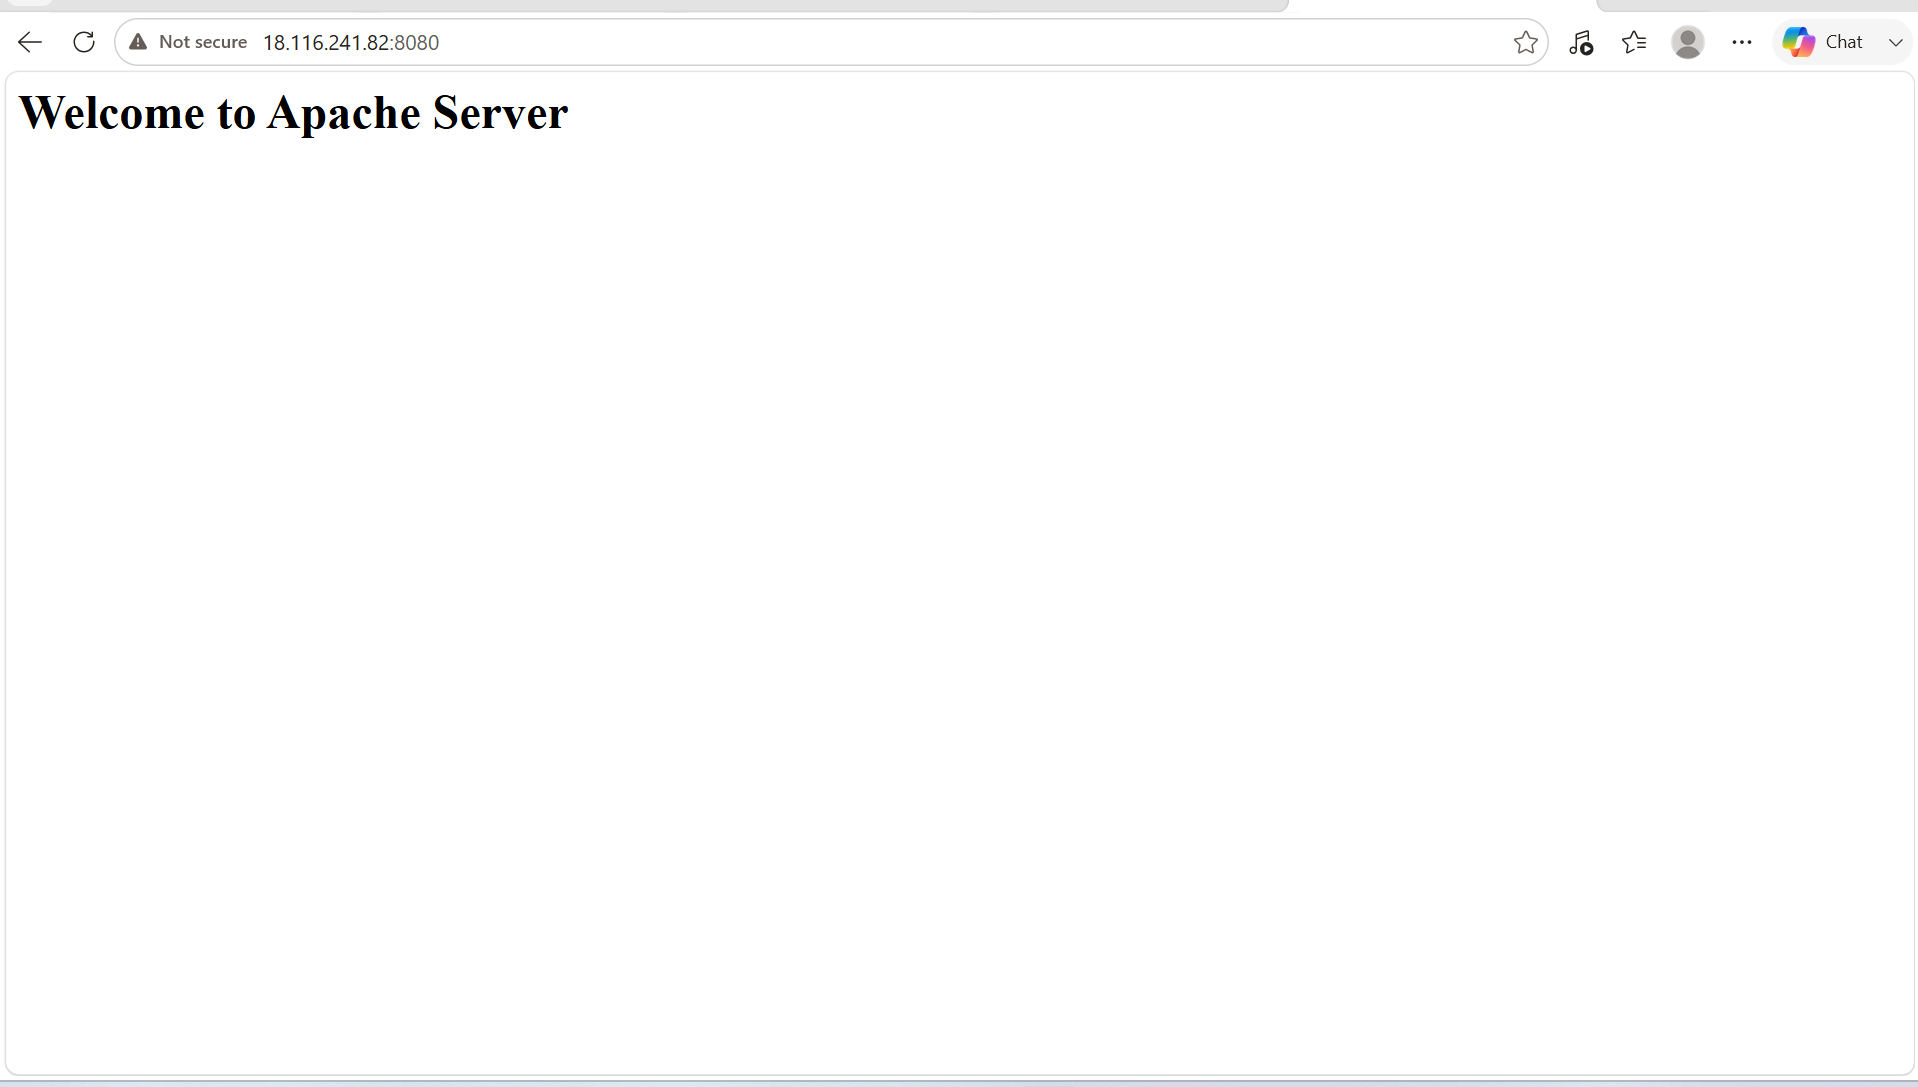 Not secure 18.116.241.82:8080
Chat
Welcome to Apache Server